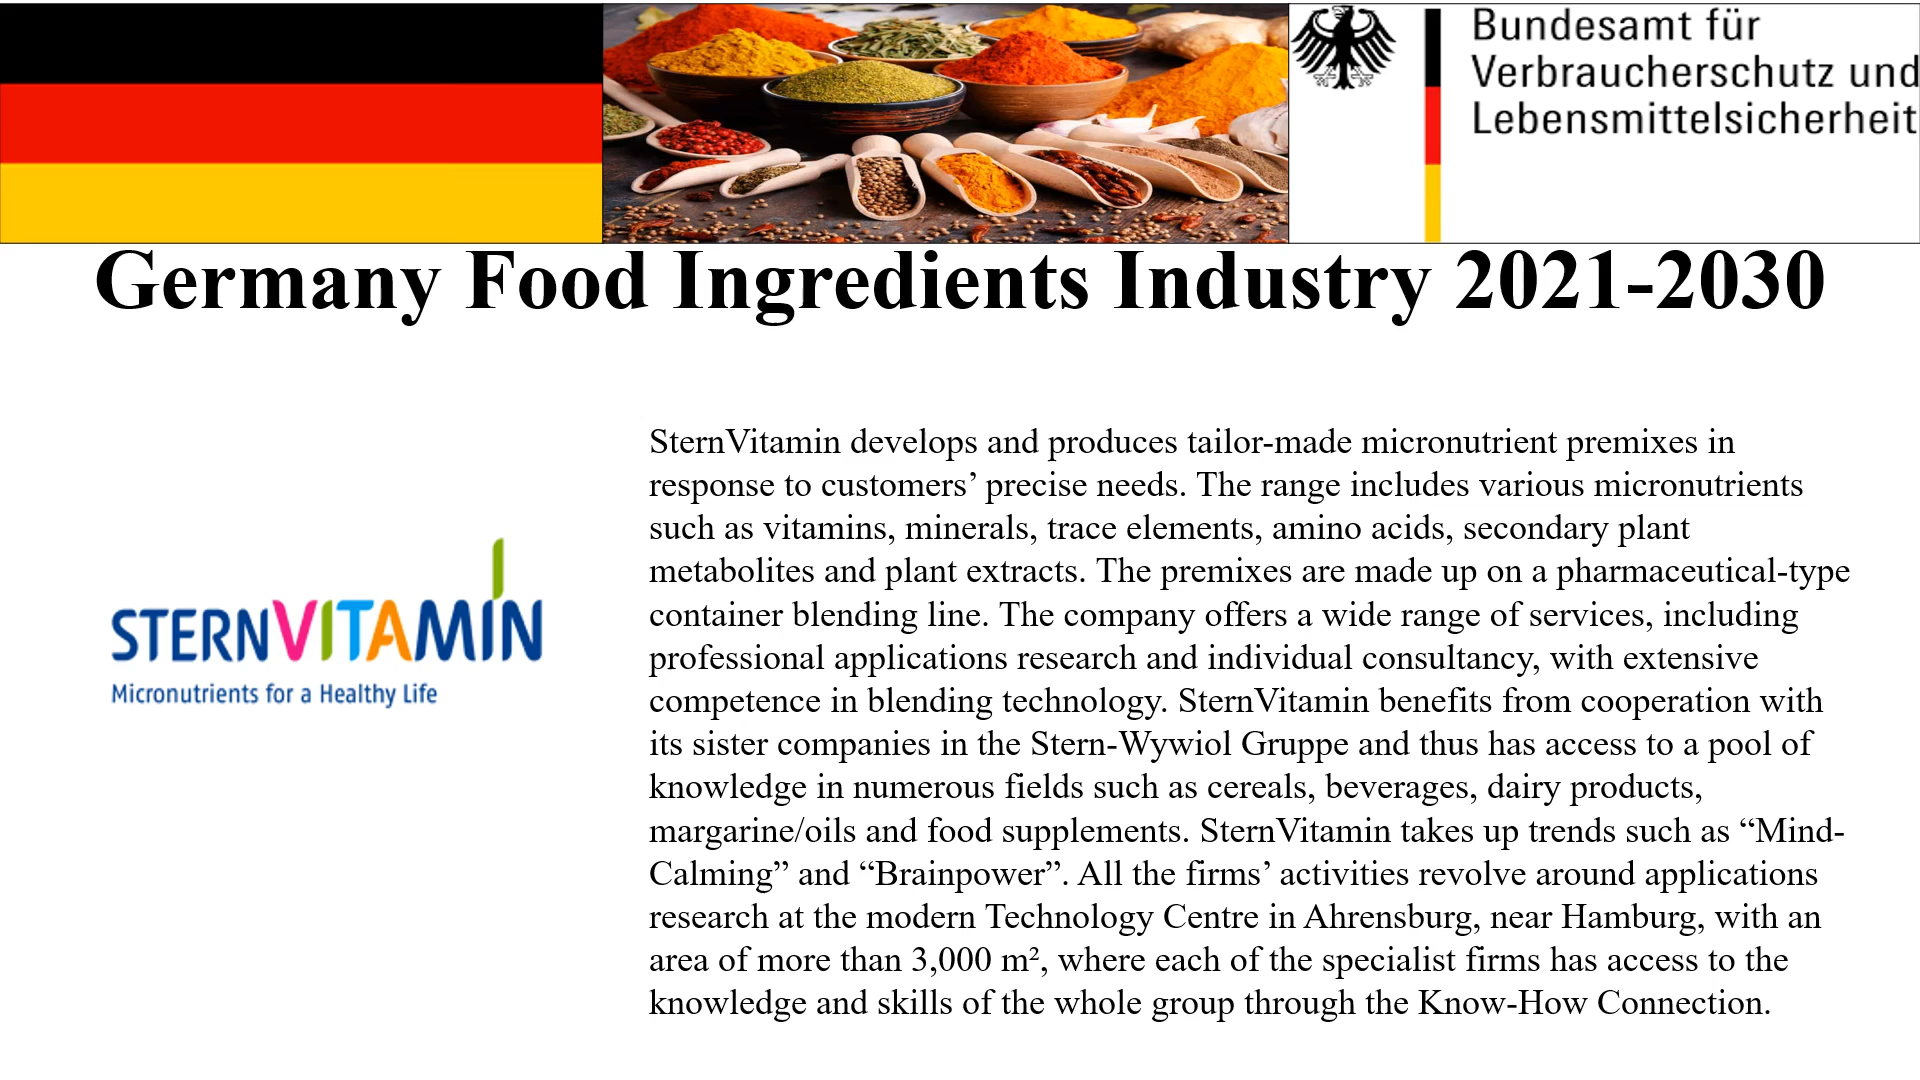 Bundesamt für
Verbraucherschutz und
Lebensmittelsicherheit
Germany Food Ingredients Industry 2021-2030
STERNVITAMIN
Micronutrients for a Healthy Life
SternVitamin develops and produces tailor-made micronutrient premixes in
response to customers’ precise needs. The range includes various micronutrients
such as vitamins, minerals, trace elements, amino acids, secondary plant
metabolites and plant extracts. The premixes are made up on a pharmaceutical-type
container blending line. The company offers a wide range of services, including
professional applications research and individual consultancy, with extensive
competence in blending technology. SternVitamin benefits from cooperation with
its sister companies in the Stern-Wywiol Gruppe and thus has access to a pool of
knowledge in numerous fields such as cereals, beverages, dairy products,
margarine/oils and food supplements. SternVitamin takes up trends such as “Mind-
Calming” and “Brainpower”. All the firms’ activities revolve around applications
research at the modern Technology Centre in Ahrensburg, near Hamburg, with an
area of more than 3,000 m², where each of the specialist firms has access to the
knowledge and skills of the whole group through the Know-How Connection.